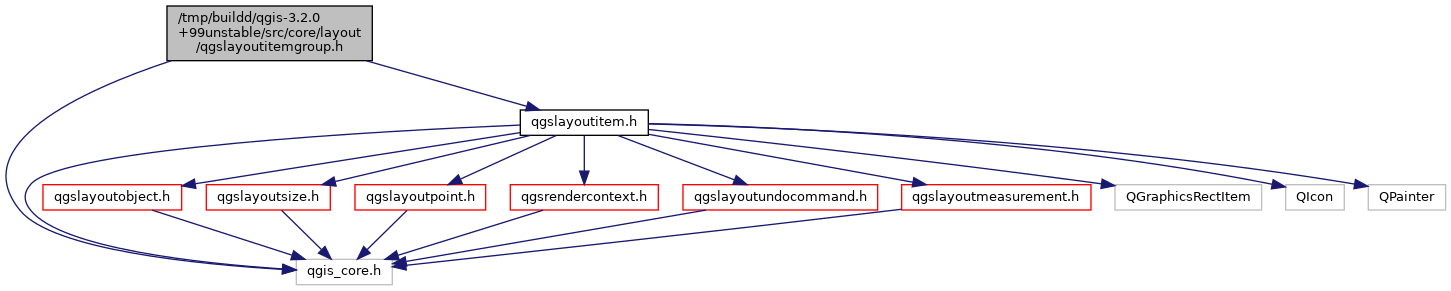 /tmp/buildd/qgis-3.2.0
+99unstable/src/core/layout
/qgslayoutitemgroup.h
qgslayoutitem.h
qgslayoutobject.h
qgslayoutsize.h
qgslayoutpoint.h
qgsrendercontext.h
qgslayoutundocommand.h
qgslayoutmeasurement.h
QGraphicsRectItem
QIcon
QPainter
qgis_core.h